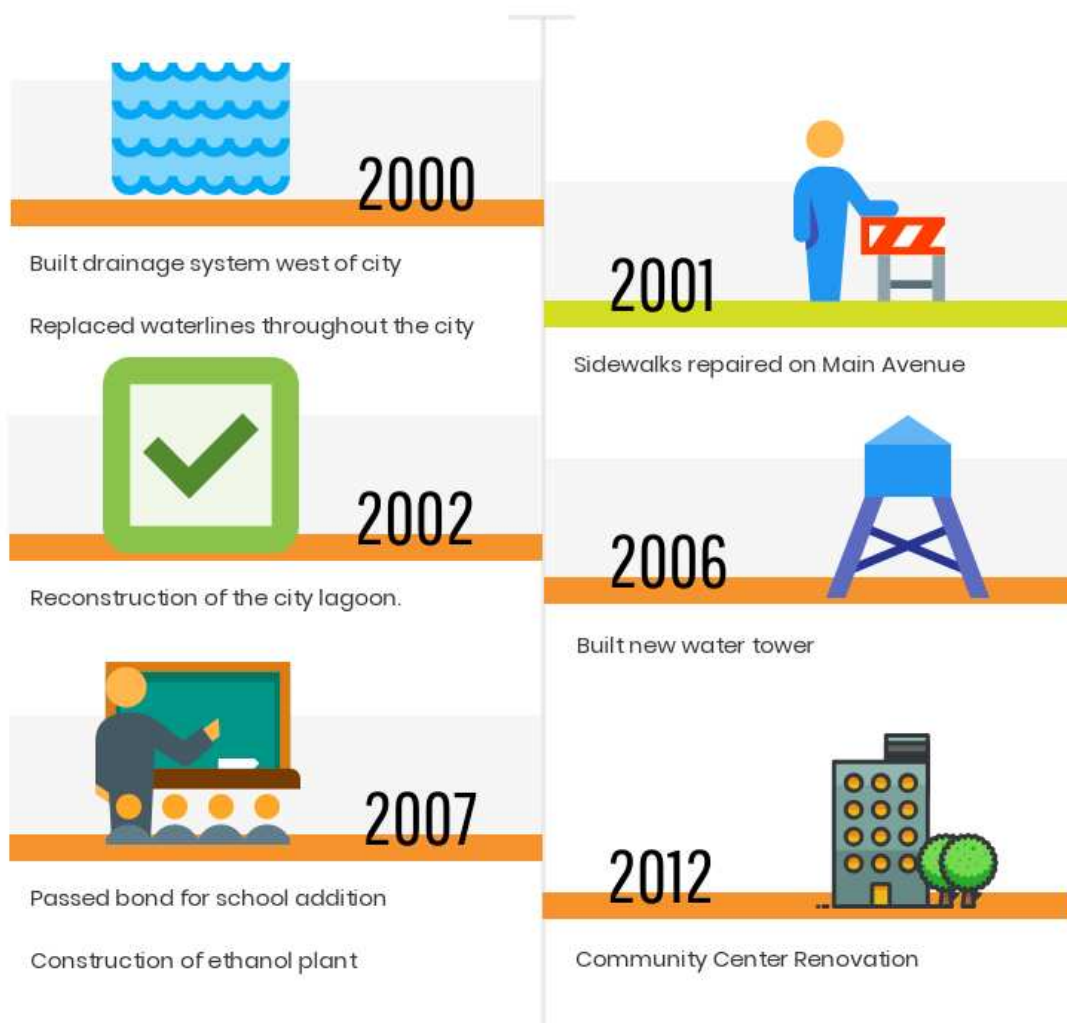 2000
Built drainage system west of city
Replaced waterlines throughout the city
2001
Sidewalks repaired on Main Avenue
2002
Reconstruction of the city lagoon.
2006
Built new water tower
2007
Passed bond for school addition
Construction of ethanol plant
2012
Community Center Renovation